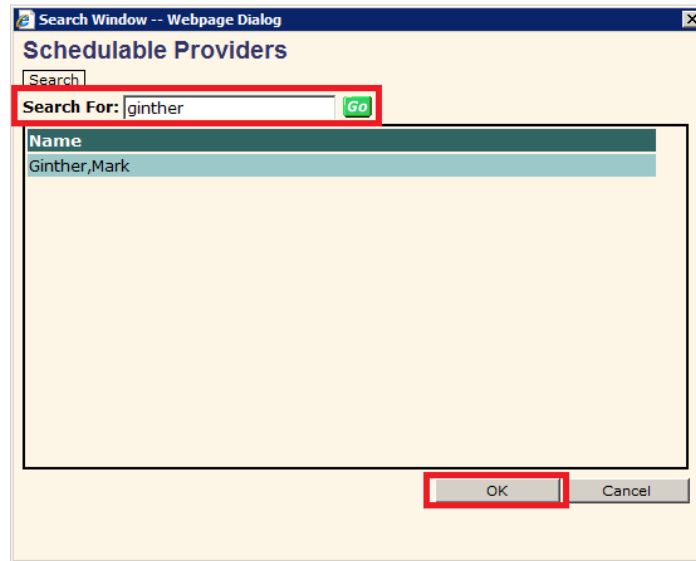 Search Window -- Webpage Dialog
Schedulable Providers
Search
Search For: ginther Go
Name
Ginther,Mark
OK Cancel